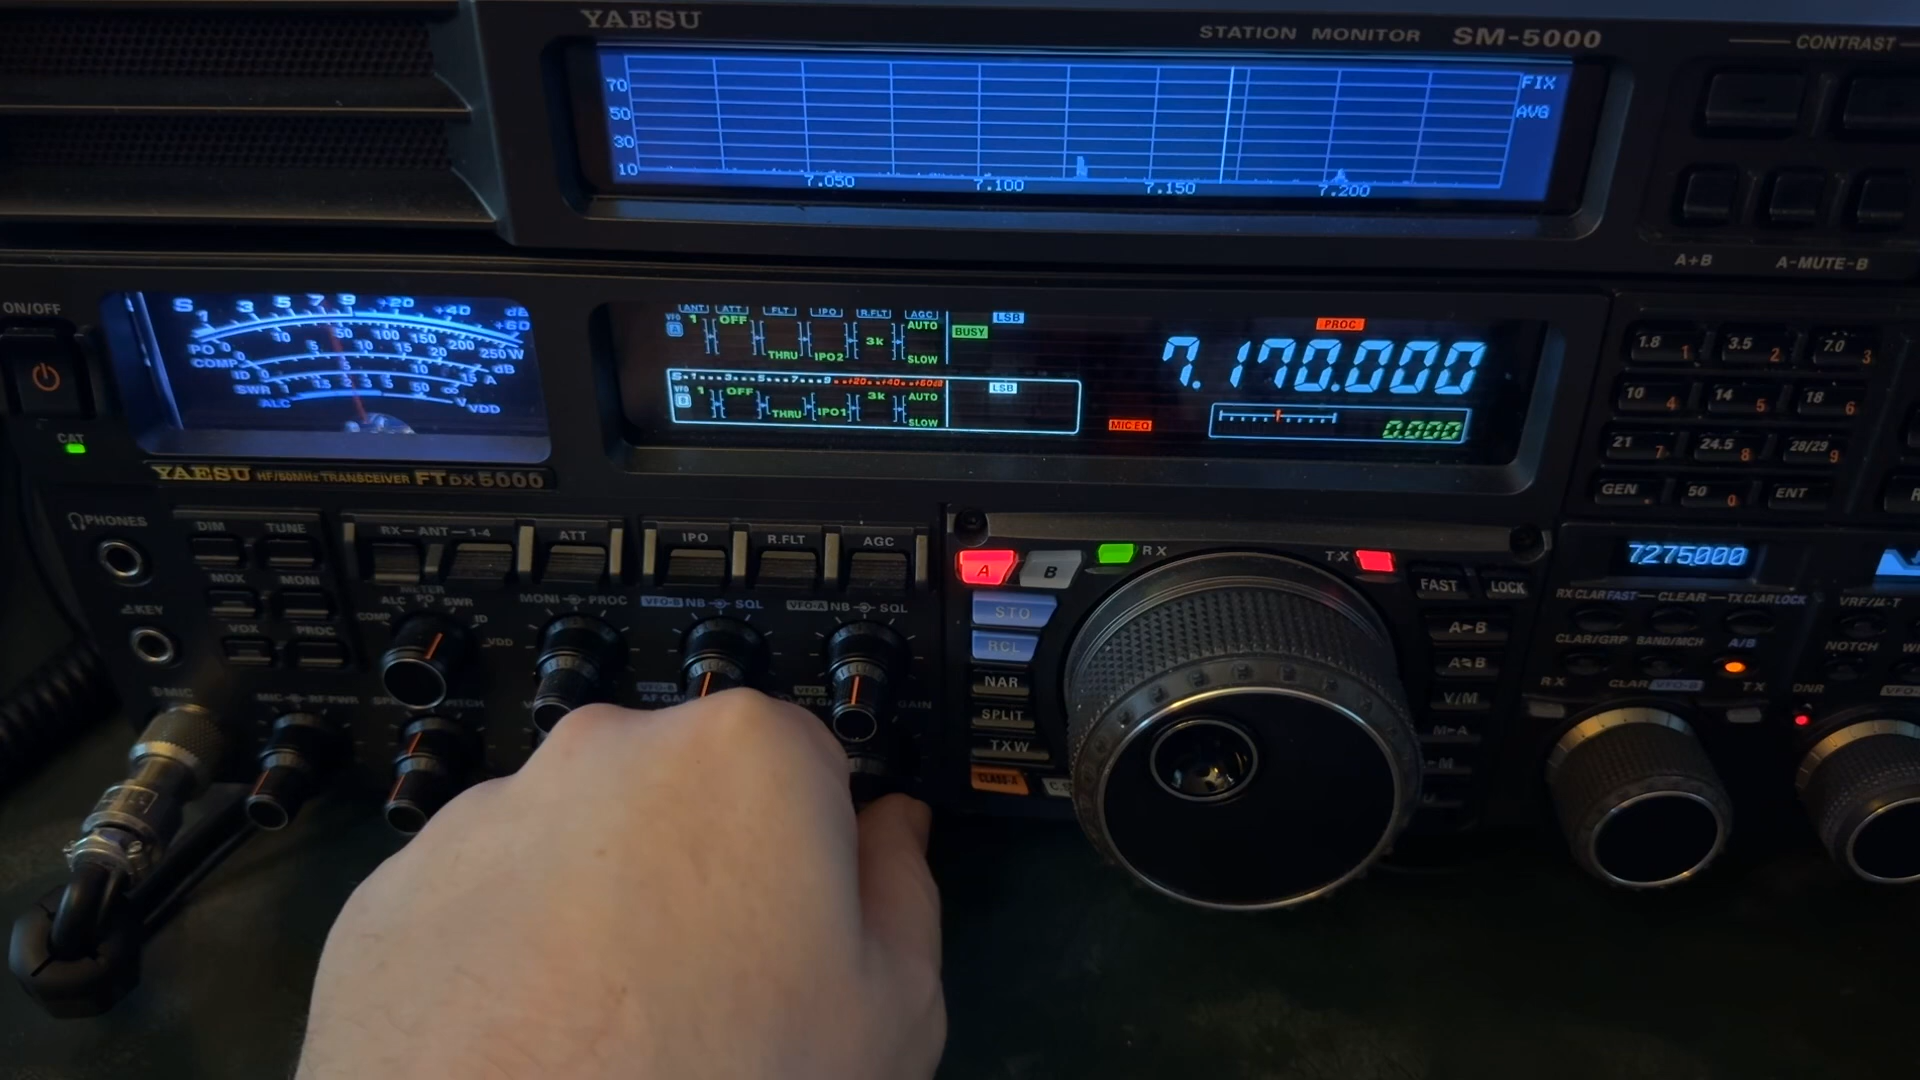 YAESU
STATION MONITOR SM-5000
CONTRAST
70
50
30
10
FIX
AVG
7.050 7.100 7.150 7.200
A+B A-MUTE-B
ON/OFF
CAT
S 1 3 5 7 9 +20 +40 +60 dB
PO 0 10 50 100 150 200 250 W
COMP 0 5 10 15 20 dB
ID 0 5 10 15 A
SWR 1 1.5 2 3 5 50 ∞
ALC VDD
YAESU HF/50MHz TRANSCEIVER FTDX5000
ANT ATT FLT IPO R.FLT AGC
VFO A 1 OFF THRU IPO2 3k AUTO SLOW
BUSY LSB
S·1···3···5···7···9··+20··+40··+60dB
VFO B 1 OFF THRU IPO1 3k AUTO SLOW
LSB
PROC
7.170.000
MIC EQ
0.000
1.8 1 3.5 2 7.0 3
10 4 14 5 18 6
21 7 24.5 8 28/29 9
GEN 50 0 ENT
PHONES
KEY
MIC
DIM TUNE
MOX MONI
VOX PROC
RX-ANT-1-4 ATT IPO R.FLT AGC
METER
COMP ALC PO SWR ID VDD
MONI PROC
VFO-B NB SQL
VFO-A NB SQL
MIC RF PWR
PITCH
VFO-B
AF GAIN
GAIN
A B RX TX
STO
RCL
NAR
SPLIT
TXW
CLASS-A
FAST LOCK
A▶B
V/M
M▶A
7.275.000
RX CLAR FAST CLEAR TX CLAR LOCK
CLAR/GRP BAND/MCH A/B
RX CLAR VFO-B TX
VRF/μ-T
NOTCH
DNR